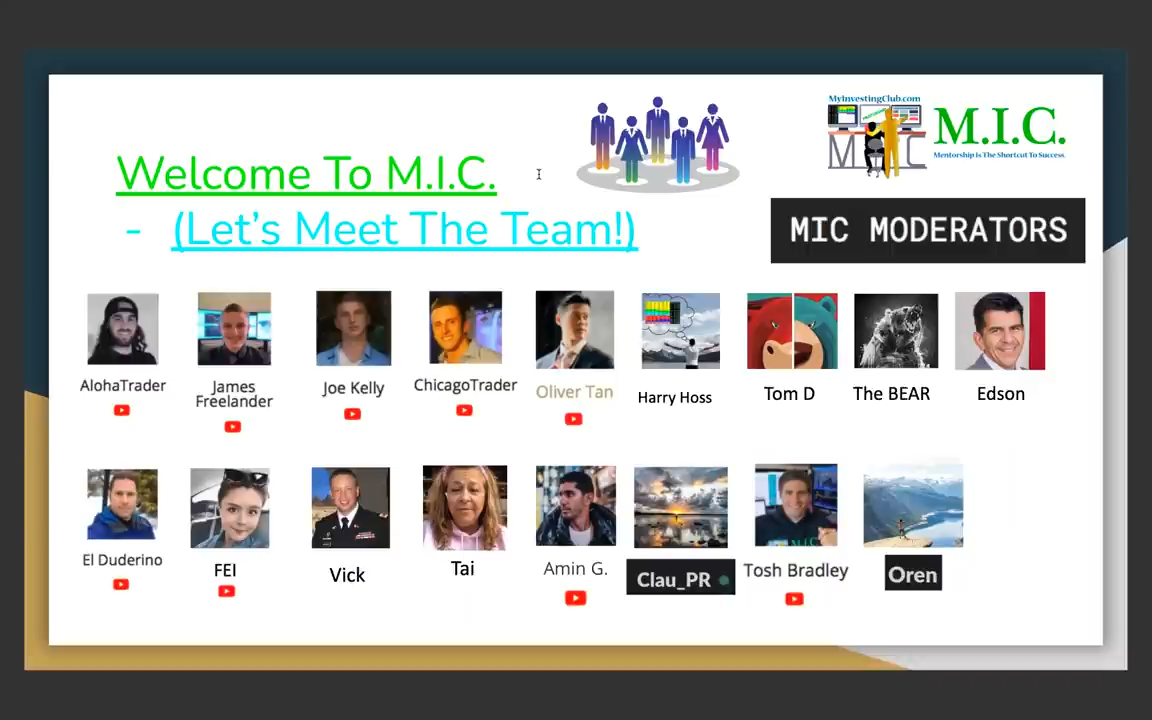 MyInvestingClub.com
M.I.C.
MIC
Mentorship Is The Shortcut To Success.
Welcome To M.I.C.
- (Let's Meet The Team!)
MIC MODERATORS
AlohaTrader
James
Freelander
Joe Kelly
ChicagoTrader
Oliver Tan
Harry Hoss
Tom D
The BEAR
Edson
El Duderino
FEI
Vick
Tai
Amin G.
Clau_PR
Tosh Bradley
Oren